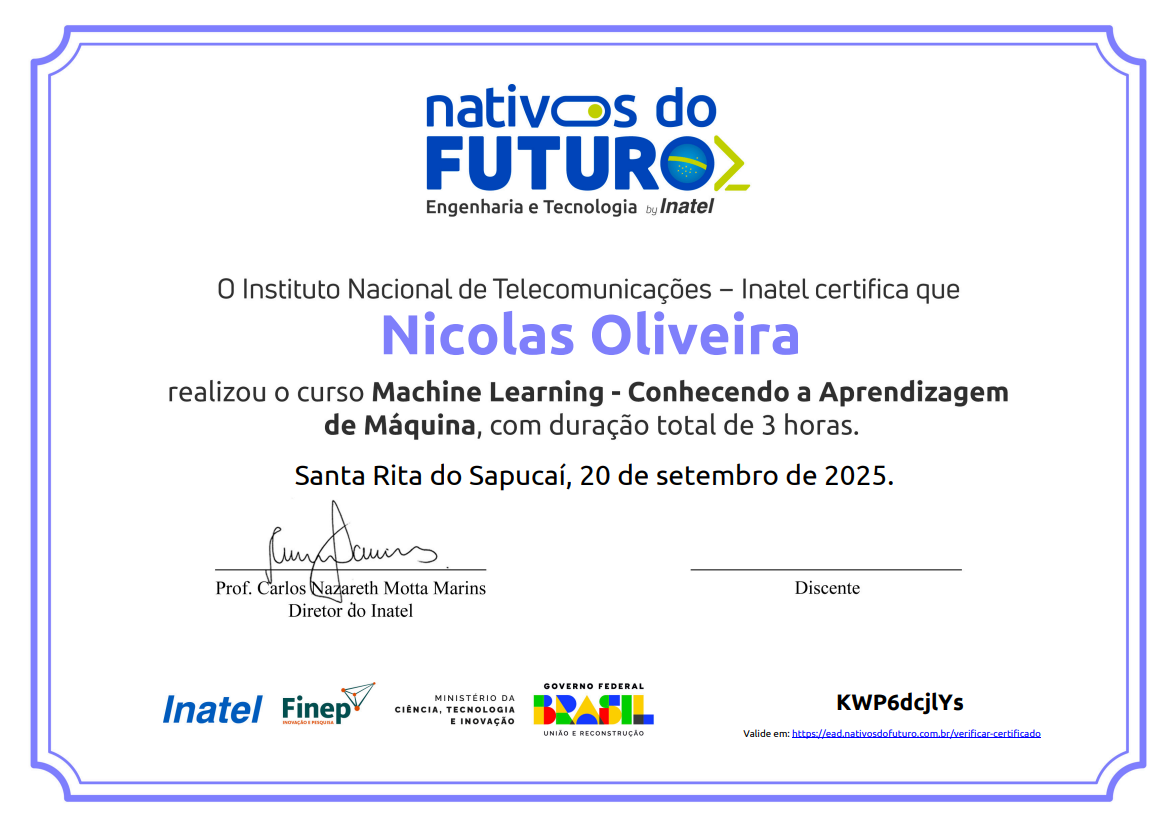 nativos do
FUTURO
Engenharia e Tecnologia by Inatel
O Instituto Nacional de Telecomunicações – Inatel certifica que
Nicolas Oliveira
realizou o curso Machine Learning - Conhecendo a Aprendizagem
de Máquina, com duração total de 3 horas.
Santa Rita do Sapucaí, 20 de setembro de 2025.
Prof. Carlos Nazareth Motta Marins
Diretor do Inatel
Discente
Inatel
Finep
INOVAÇÃO E PESQUISA
MINISTÉRIO DA
CIÊNCIA, TECNOLOGIA
E INOVAÇÃO
GOVERNO FEDERAL
BRASIL
UNIÃO E RECONSTRUÇÃO
KWP6dcjlYs
Valide em: https://ead.nativosdofuturo.com.br/verificar-certificado